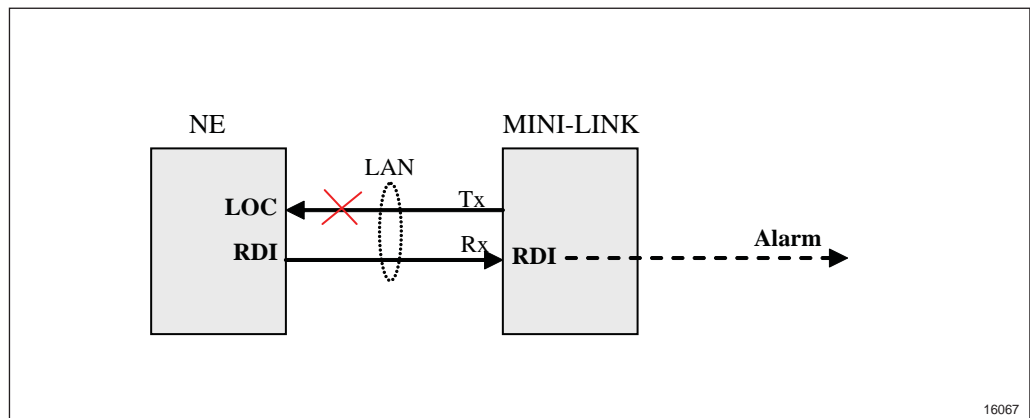 NE
MINI-LINK
LAN
LOC
Tx
RDI
Rx
RDI
Alarm
16067